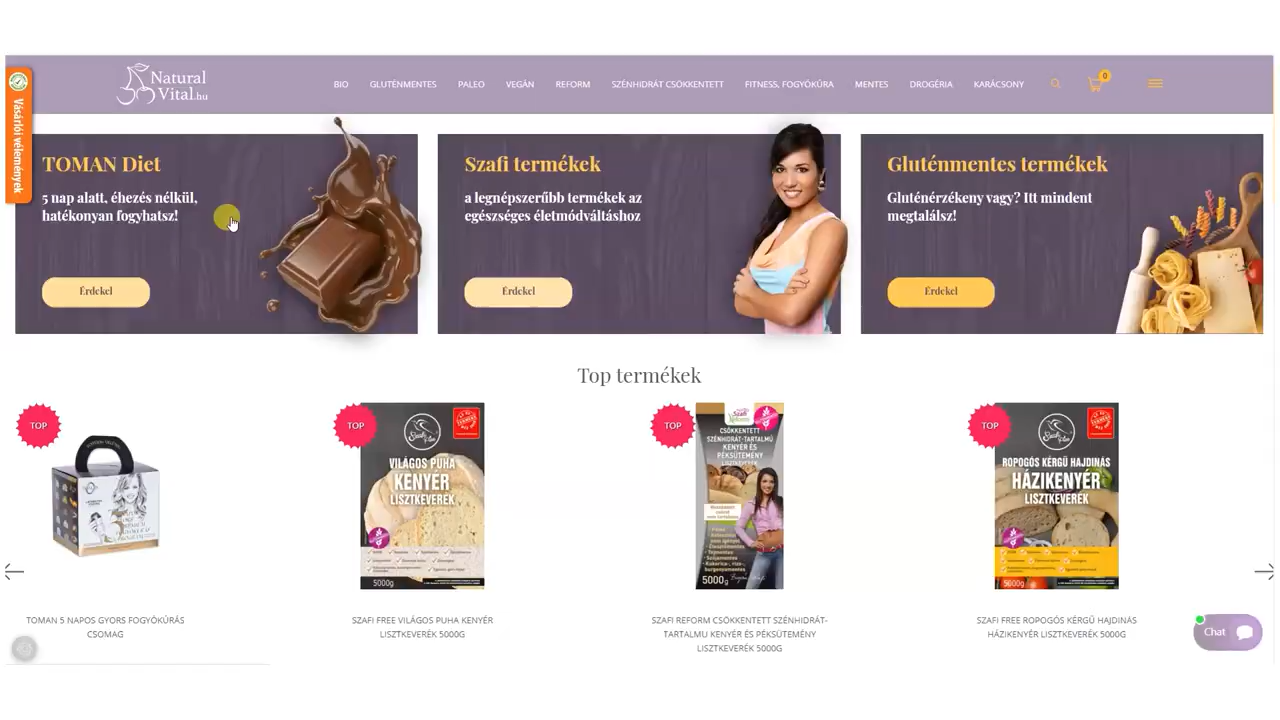 Natural
Vital.hu
BIO
GLUTÉNMENTES
PALEO
VEGÁN
REFORM
SZÉNHIDRÁT CSÖKKENTETT
FITNESS, FOGYÓKÚRA
MENTES
DROGÉRIA
KARÁCSONY
0
Vásárlói vélemények
TOMAN Diet
5 nap alatt, éhezés nélkül,
hatékonyan fogyhatsz!
Érdekel
Szafi termékek
a legnépszerűbb termékek az
egészséges életmódváltáshoz
Érdekel
Gluténmentes termékek
Gluténérzékeny vagy? Itt mindent
megtalálsz!
Érdekel
Top termékek
TOP
TOMAN 5 NAPOS GYORS FOGYÓKÚRÁS
CSOMAG
TOP
VILÁGOS PUHA
KENYÉR
LISZTKEVERÉK
5000g
SZAFI FREE VILÁGOS PUHA KENYÉR
LISZTKEVERÉK 5000G
TOP
CSÖKKENTETT
SZÉNHIDRÁT-TARTALMÚ
KENYÉR ÉS
PÉKSÜTEMÉNY
LISZTKEVERÉK
5000g
SZAFI REFORM CSÖKKENTETT SZÉNHIDRÁT-
TARTALMÚ KENYÉR ÉS PÉKSÜTEMÉNY
LISZTKEVERÉK 5000G
TOP
ROPOGÓS KÉRGŰ HAJDINÁS
HÁZIKENYÉR
LISZTKEVERÉK
5000g
SZAFI FREE ROPOGÓS KÉRGŰ HAJDINÁS
HÁZIKENYÉR LISZTKEVERÉK 5000G
Chat